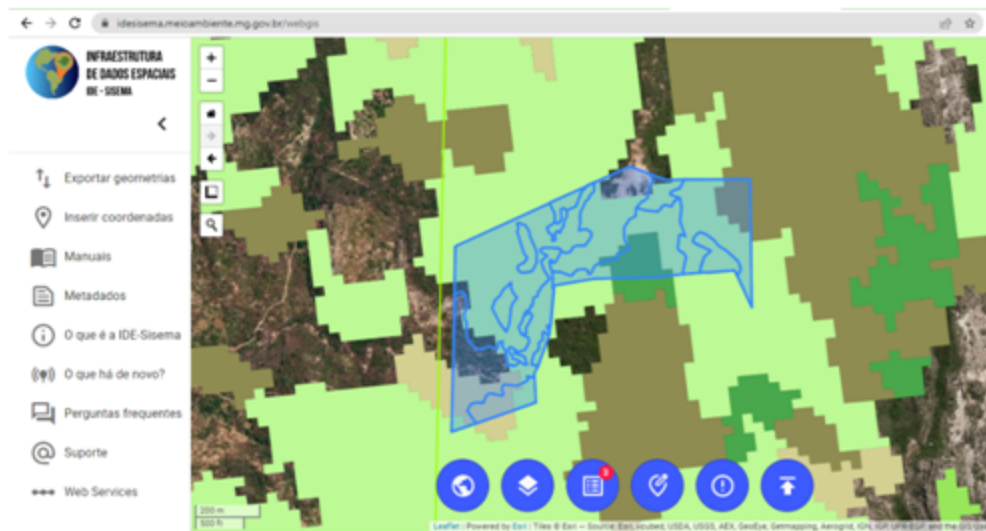 idesisema.meioambiente.mg.gov.br/webgis
INFRAESTRUTURA
DE DADOS ESPACIAIS
IDE - SISEMA
Exportar geometrias
Inserir coordenadas
Manuais
Metadados
O que é a IDE-Sisema
O que há de novo?
Perguntas frequentes
Suporte
Web Services
+
−
3
200 m
500 ft
Leaflet | Powered by Esri | Tiles © Esri — Source: Esri, i-cubed, USDA, USGS, AEX, GeoEye, Getmapping, Aerogrid, IGN, IGP, UPR-EGP, and the GIS